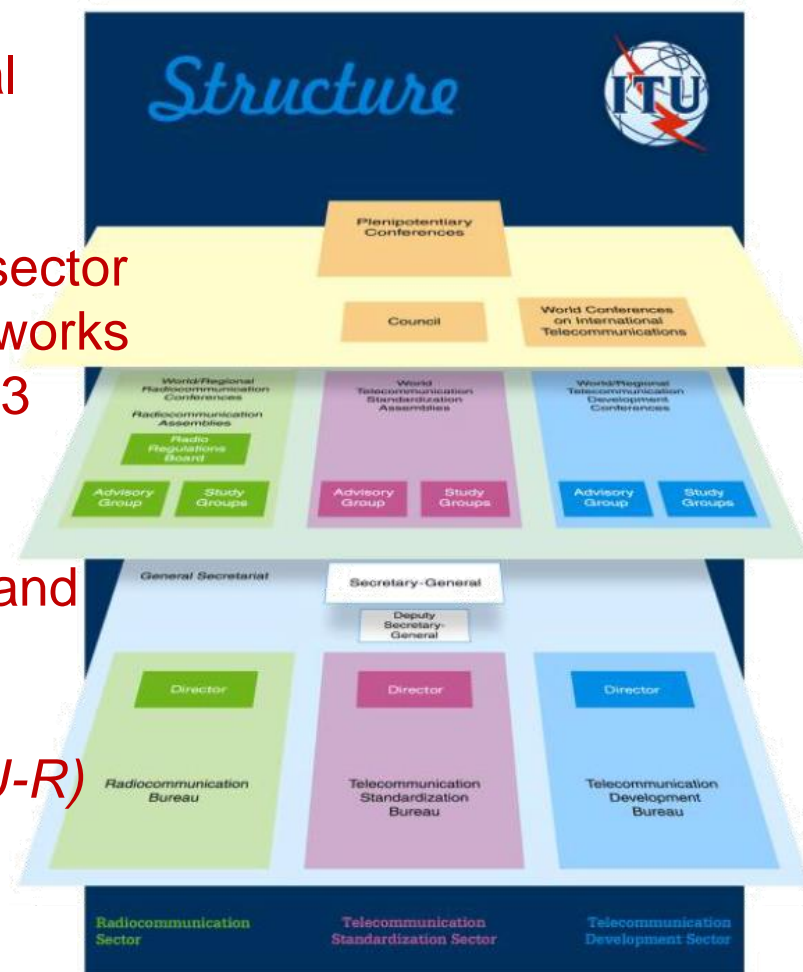 al
Structure
ITU
Plenipotentiary
Conferences
sector
works
3
Council
World Conferences
on International
Telecommunications
World/Regional
Radiocommunication
Conferences
Radiocommunication
Assemblies
Radio
Regulations
Board
Advisory
Group
Study
Groups
World
Telecommunication
Standardization
Assemblies
Advisory
Group
Study
Groups
World/Regional
Telecommunication
Development
Conferences
Advisory
Group
Study
Groups
and
General Secretariat
Secretary-General
Deputy
Secretary-
General
Director
Director
Director
U-R)
Radiocommunication
Bureau
Telecommunication
Standardization
Bureau
Telecommunication
Development
Bureau
Radiocommunication
Sector
Telecommunication
Standardization Sector
Telecommunication
Development Sector